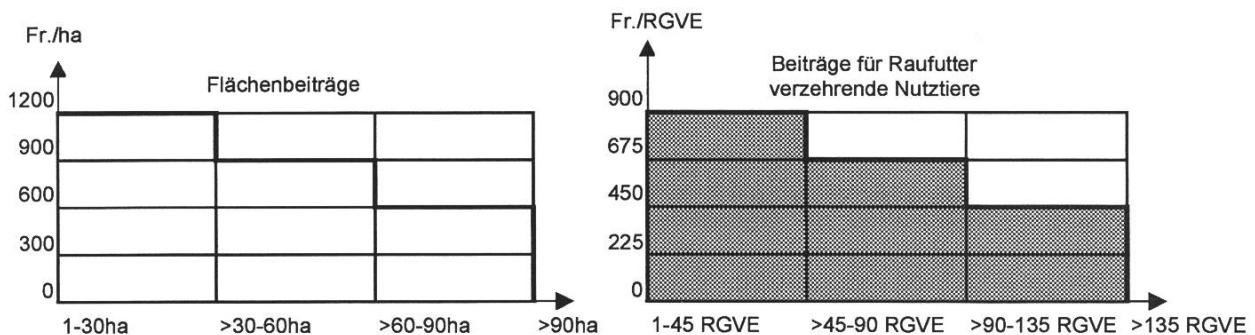 Fr./ha
Flächenbeiträge
1200
900
600
300
0
1-30ha >30-60ha >60-90ha >90ha
Fr./RGVE
Beiträge für Raufutter
verzehrende Nutztiere
900
675
450
225
0
1-45 RGVE >45-90 RGVE >90-135 RGVE >135 RGVE